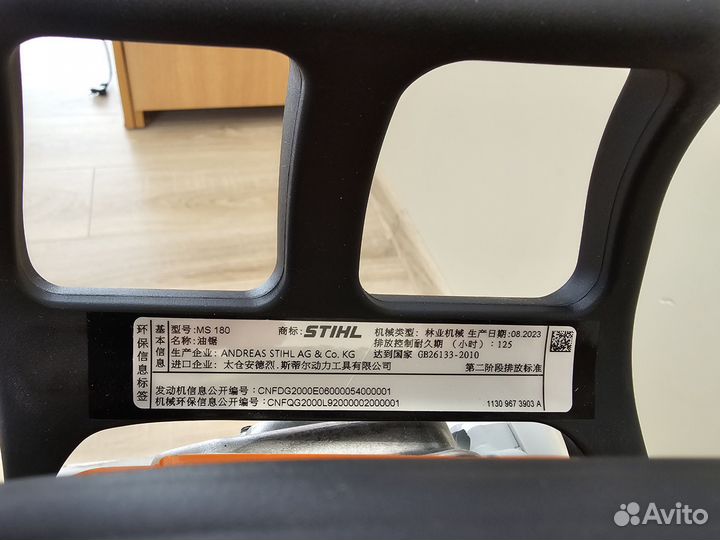 环保信息标签
基本信息
型号:MS 180 商标:STIHL 机械类型: 林业机械 生产日期:08.2023
名称:油锯 排放控制耐久期 (小时) :125
生产企业: ANDREAS STIHL AG & Co. KG 达到国家 GB26133-2010
进口企业: 太仓安德烈.斯蒂尔动力工具有限公司 第二阶段排放标准
发动机信息公开编号: CNFDG2000E06000054000001
机械环保信息公开编号: CNFQG2000L92000002000001 1130 967 3903 A
Avito